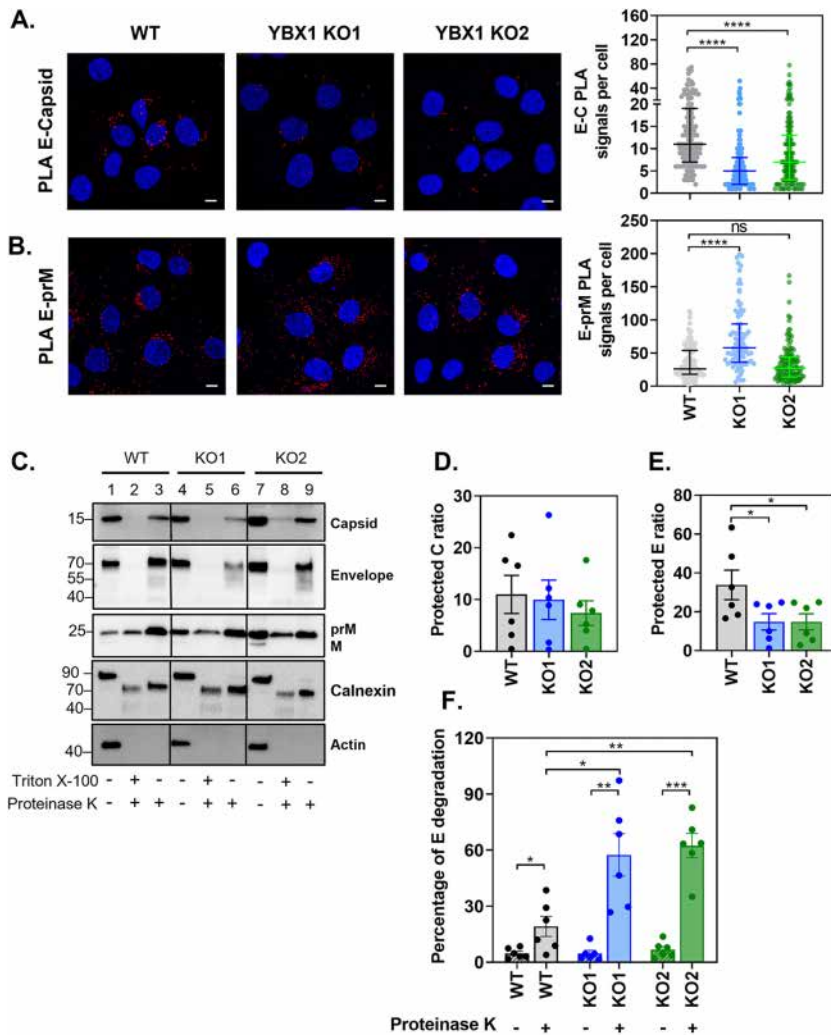 A.
WT
YBX1 KO1
YBX1 KO2
PLA E-Capsid
E-C PLA
signals per cell
80
60
40
20
20
15
10
5
0
****
****
B.
PLA E-prM
E-prM PLA
signals per cell
250
200
150
100
50
0
ns
****
WT
KO1
KO2
C.
WT
KO1
KO2
1 2 3 4 5 6 7 8 9
15
Capsid
70
55
40
Envelope
25
prM
M
90
70
40
Calnexin
40
Actin
Triton X-100 - + - - + - - + -
Proteinase K - + + - + + - + +
D.
Protected C ratio
30
20
10
0
WT
KO1
KO2
E.
Protected E ratio
80
60
40
20
0
*
*
WT
KO1
KO2
F.
Percentage of E degradation
120
90
60
30
0
**
*
**
***
*
WT
WT
KO1
KO1
KO2
KO2
Proteinase K - + - + - +